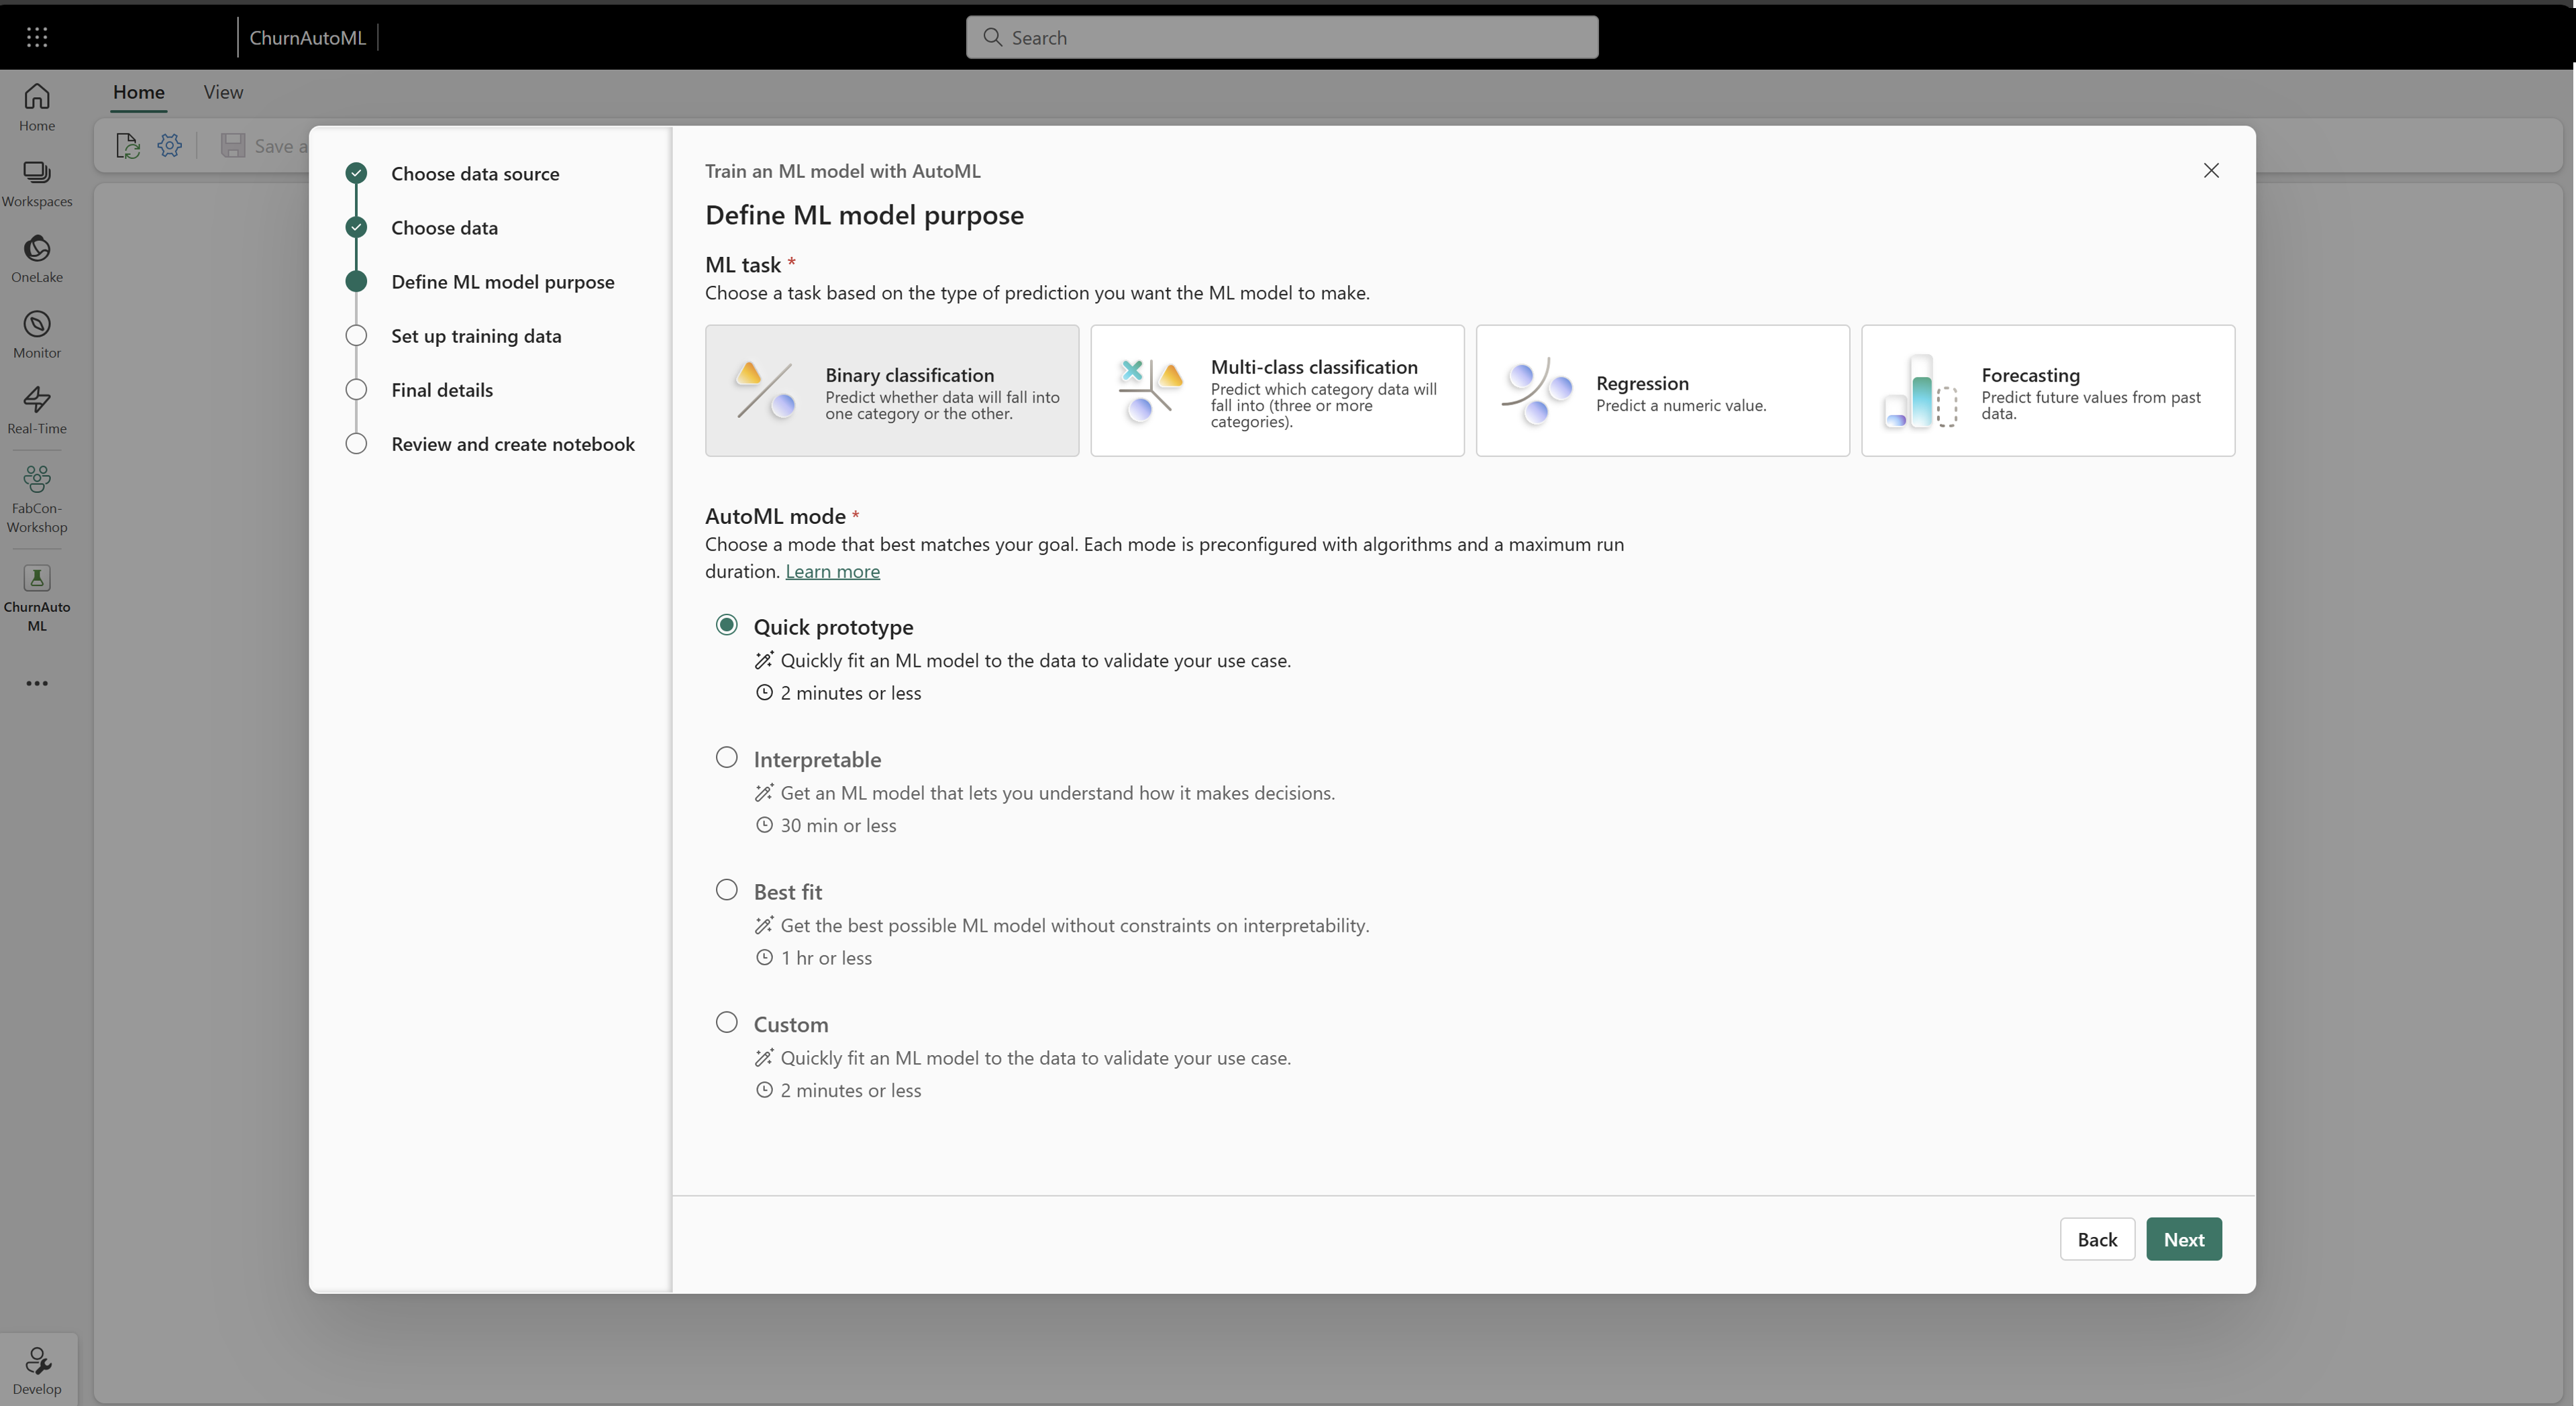 ChurnAutoML
Search
Home
View
Save a
Home
Workspaces
OneLake
Monitor
Real-Time
FabCon-
Workshop
ChurnAuto
ML
Develop
Choose data source
Choose data
Define ML model purpose
Set up training data
Final details
Review and create notebook
Train an ML model with AutoML
Define ML model purpose
ML task *
Choose a task based on the type of prediction you want the ML model to make.
Binary classification
Predict whether data will fall into
one category or the other.
Multi-class classification
Predict which category data will
fall into (three or more
categories).
Regression
Predict a numeric value.
Forecasting
Predict future values from past
data.
AutoML mode *
Choose a mode that best matches your goal. Each mode is preconfigured with algorithms and a maximum run
duration. Learn more
Quick prototype
Quickly fit an ML model to the data to validate your use case.
2 minutes or less
Interpretable
Get an ML model that lets you understand how it makes decisions.
30 min or less
Best fit
Get the best possible ML model without constraints on interpretability.
1 hr or less
Custom
Quickly fit an ML model to the data to validate your use case.
2 minutes or less
Back
Next